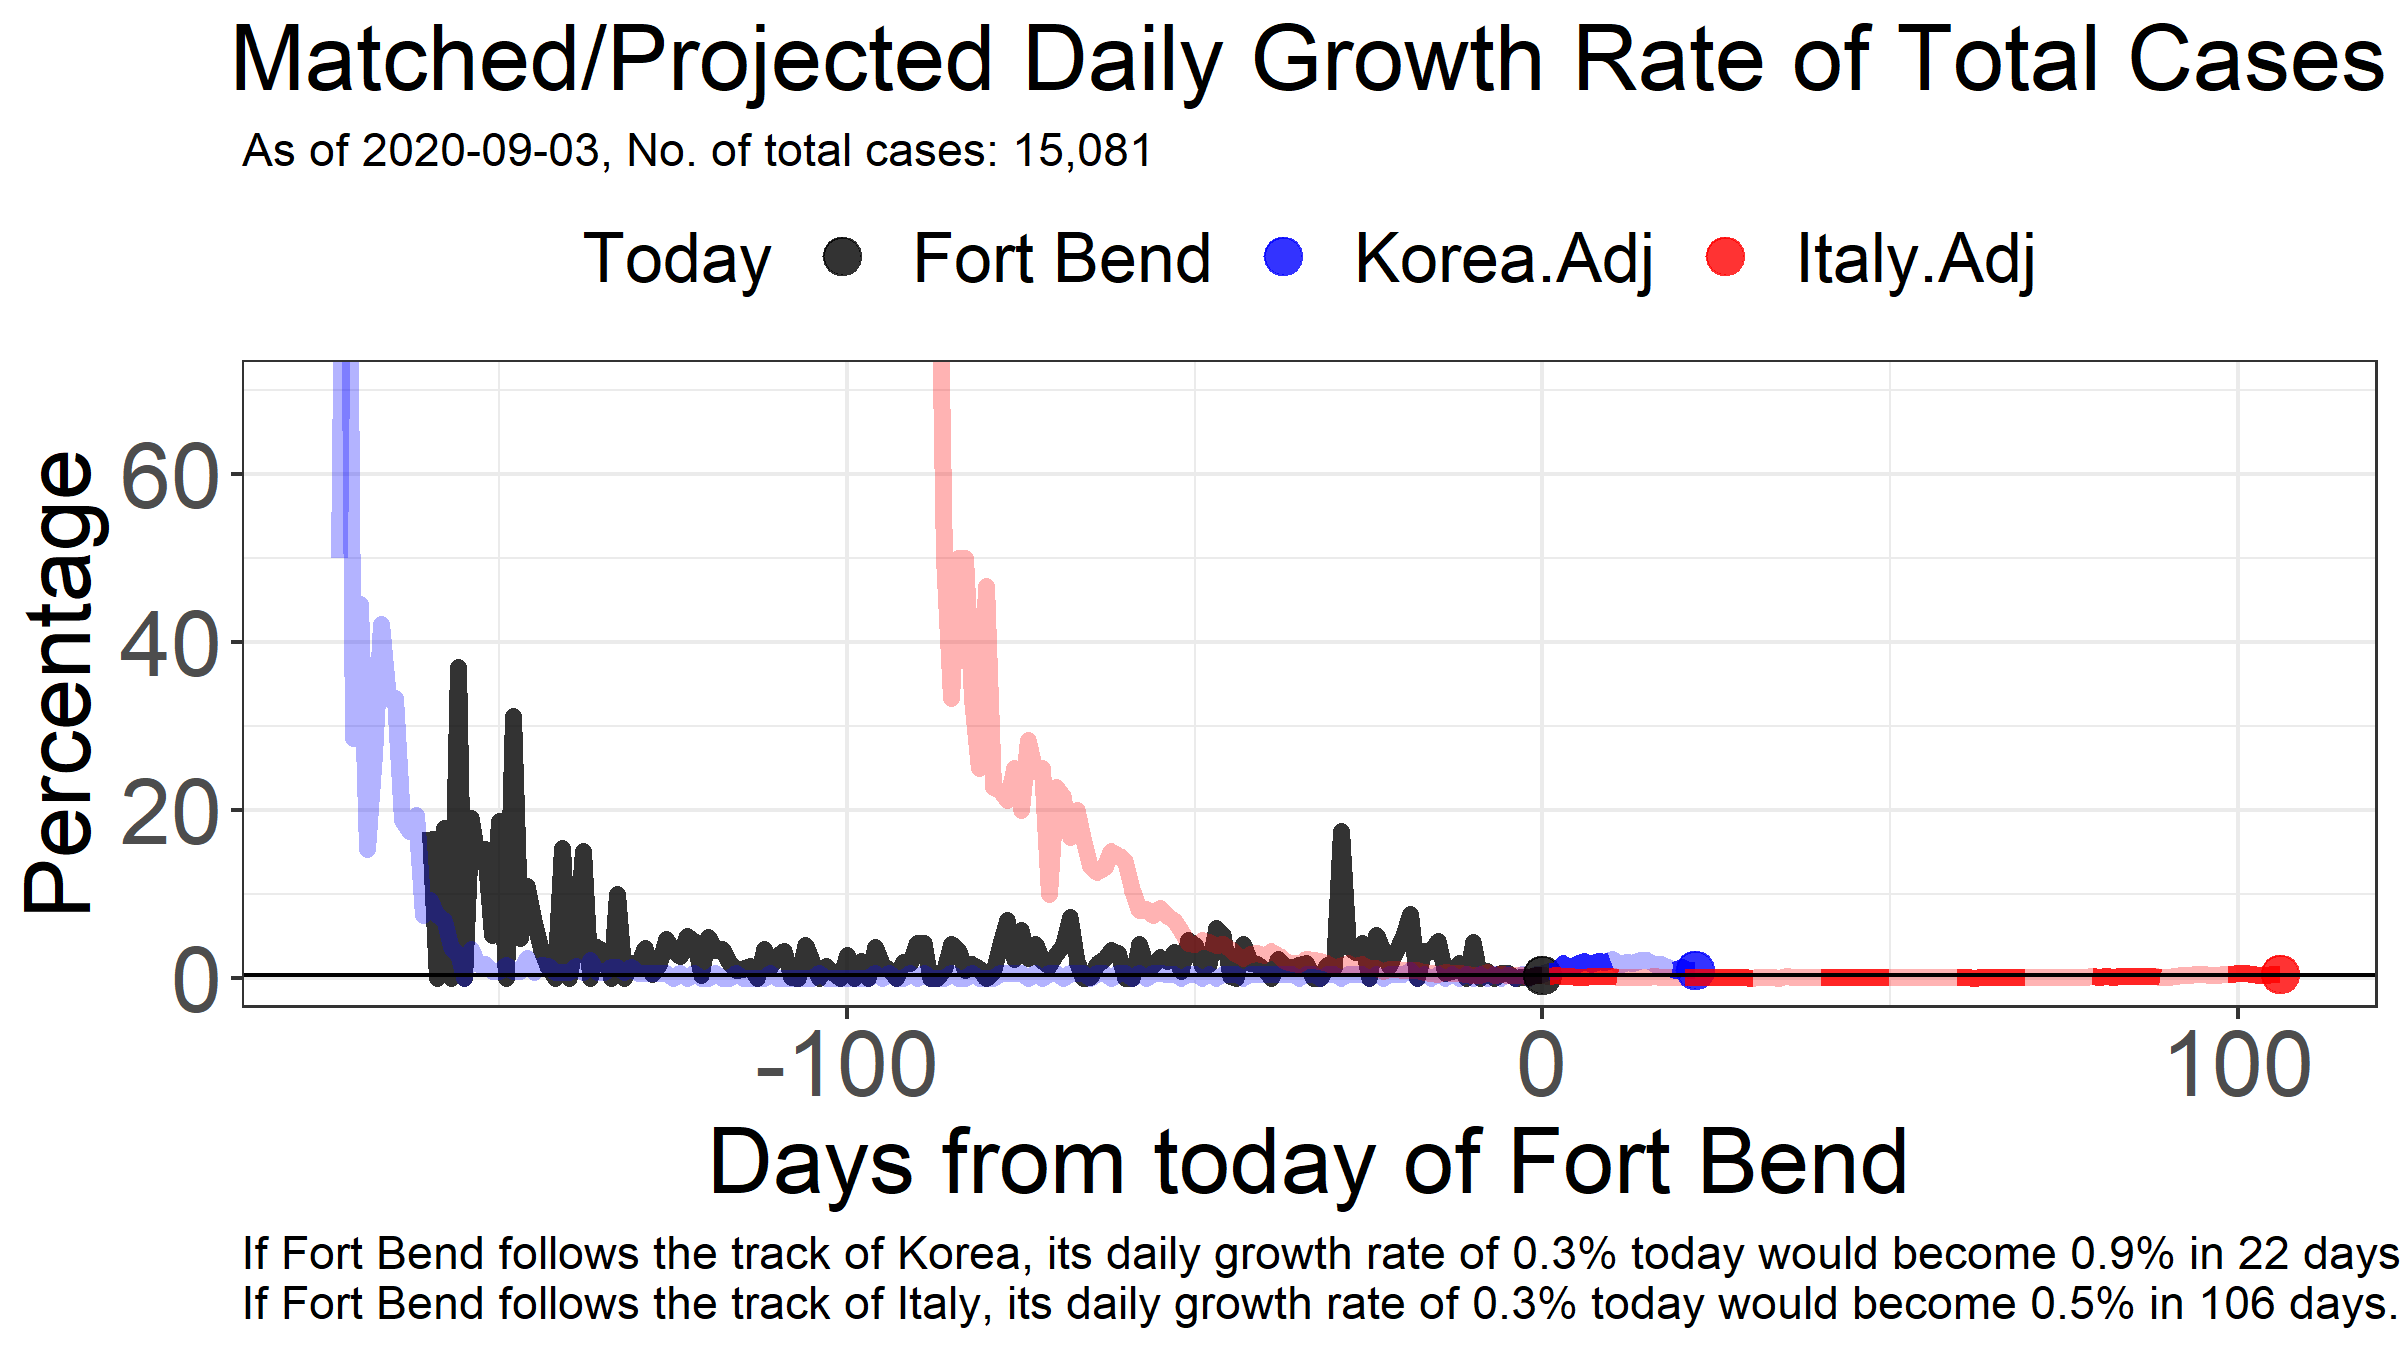 Matched/Projected Daily Growth Rate of Total Cases
As of 2020-09-03, No. of total cases: 15,081
Today Fort Bend Korea.Adj Italy.Adj
Percentage
60
40
20
0
-100 0 100
Days from today of Fort Bend
If Fort Bend follows the track of Korea, its daily growth rate of 0.3% today would become 0.9% in 22 days
If Fort Bend follows the track of Italy, its daily growth rate of 0.3% today would become 0.5% in 106 days.